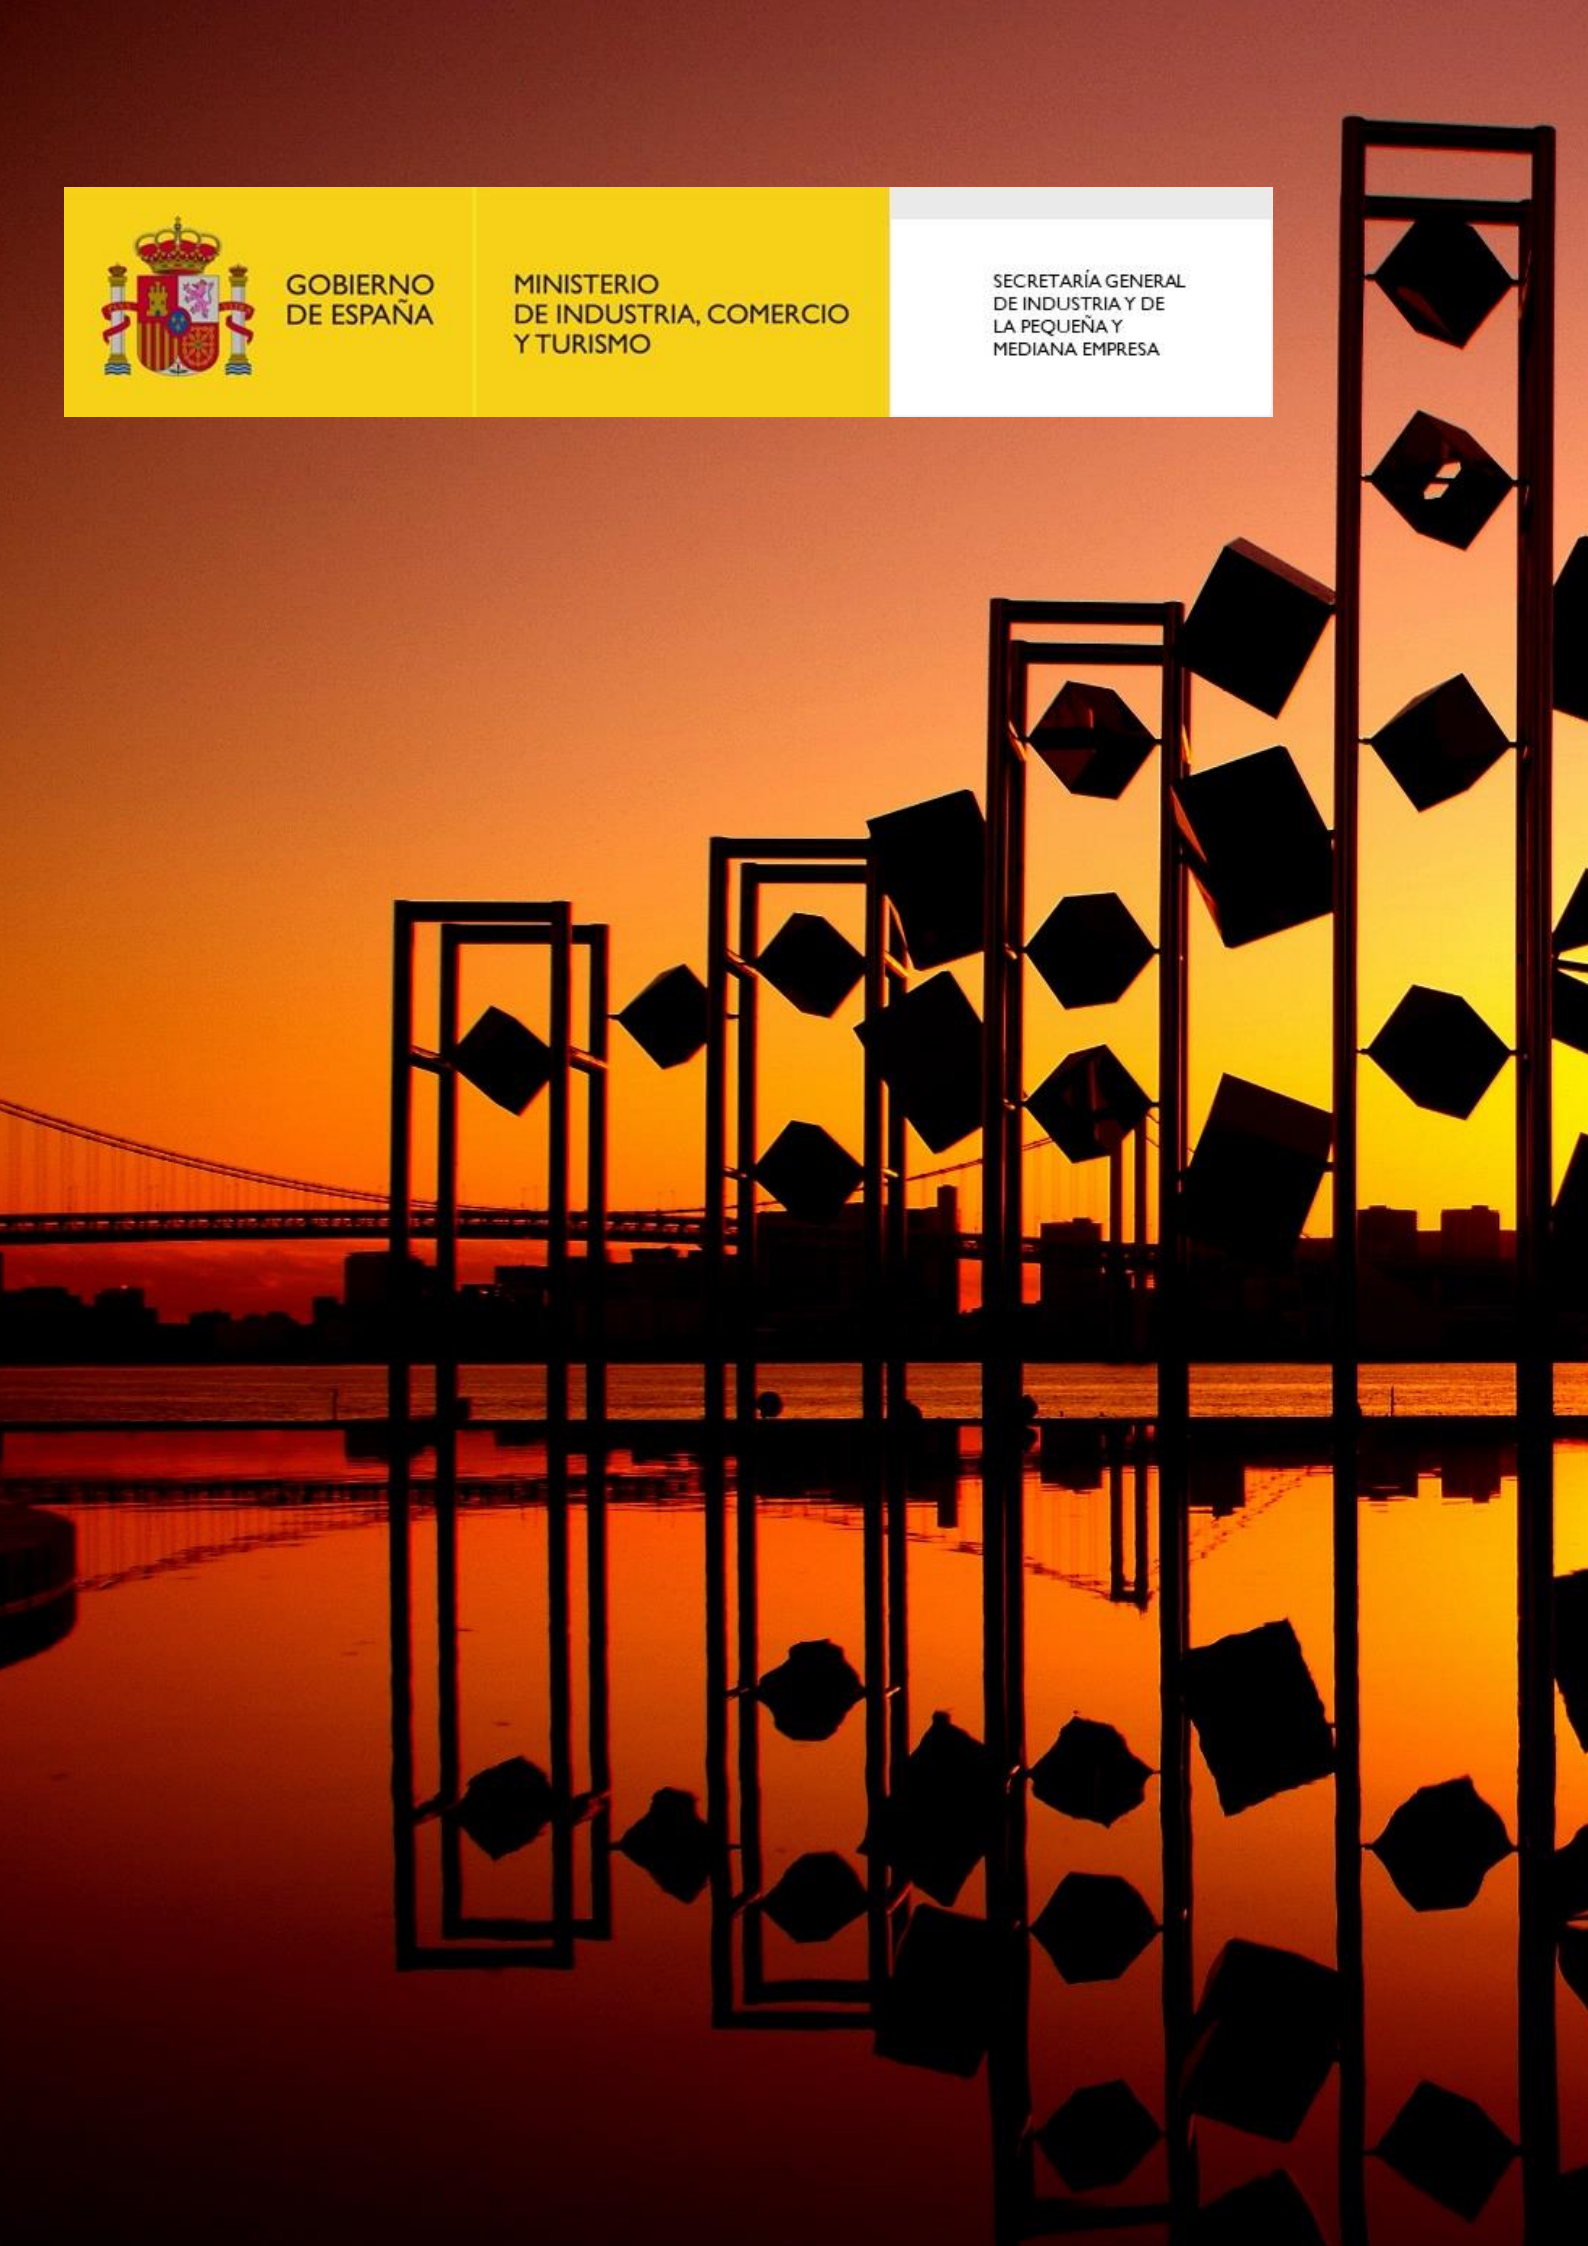 GOBIERNO
DE ESPAÑA
MINISTERIO
DE INDUSTRIA, COMERCIO
Y TURISMO
SECRETARÍA GENERAL
DE INDUSTRIA Y DE
LA PEQUEÑA Y
MEDIANA EMPRESA